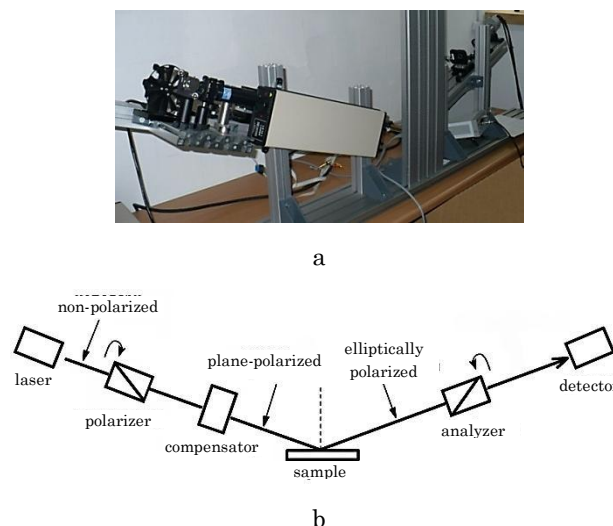 a
non-polarized
laser
polarizer
plane-polarized
compensator
sample
elliptically
polarized
analyzer
detector
b